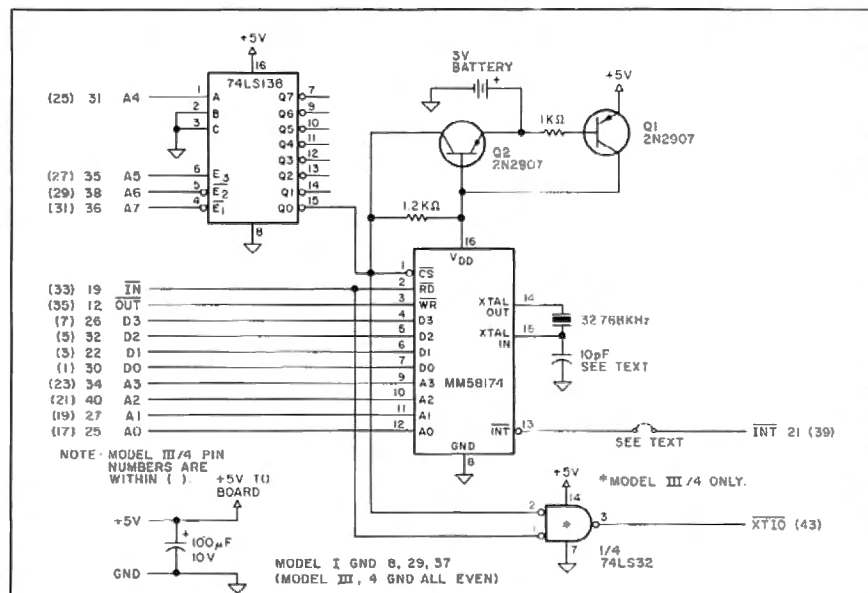 +5V
16
74LS138
(25) 31 A4
1 A
2 B
3 C
(27) 35 A5
6 E3
(29) 38 A6
5 E2
(31) 36 A7
4 E1
8
Q7 7
Q6 9
Q5 10
Q4 11
Q3 12
Q2 13
Q1 14
Q0 15
3V
BATTERY
+
+5V
1KΩ
Q1
2N2907
Q2
2N2907
1.2KΩ
16
VDD
(33) 19 IN
(35) 12 OUT
(7) 26 D3
(5) 32 D2
(3) 22 D1
(1) 30 D0
(23) 34 A3
(21) 40 A2
(19) 27 A1
(17) 25 A0
1 CS
2 RD
3 WR
4 D3
5 D2
6 D1
7 D0
9 A3
10 A2
11 A1
12 A0
MM58174
XTAL
OUT 14
XTAL
IN 15
INT 13
GND
8
32 768KHz
10pF
SEE TEXT
SEE TEXT
INT 21 (39)
NOTE: MODEL III/4 PIN
NUMBERS ARE
WITHIN ( ).
+5V TO
BOARD
+5V
+
100µF
10V
GND
MODEL I GND 8, 29, 37
(MODEL III, 4 GND ALL EVEN)
*MODEL III/4 ONLY.
+5V
14
2
1
*
3
7
1/4
74LS32
XTIO (43)